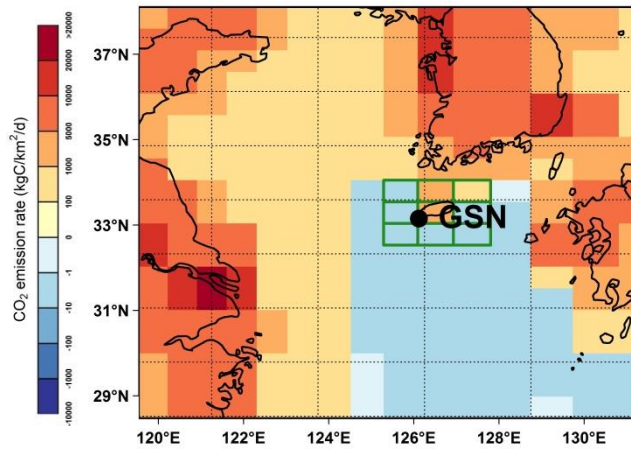 CO2 emission rate (kgC/km²/d)
>20000
20000
10000
5000
1000
100
0
-1
-10
-100
-1000
-10000
37°N
35°N
33°N
31°N
29°N
GSN
120°E 122°E 124°E 126°E 128°E 130°E